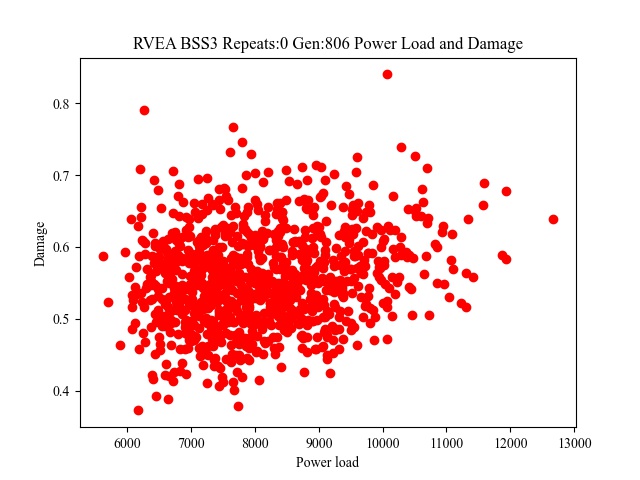 RVEA BSS3 Repeats:0 Gen:806 Power Load and Damage
0.8
0.7
0.6
0.5
0.4
Damage
6000 7000 8000 9000 10000 11000 12000 13000
Power load